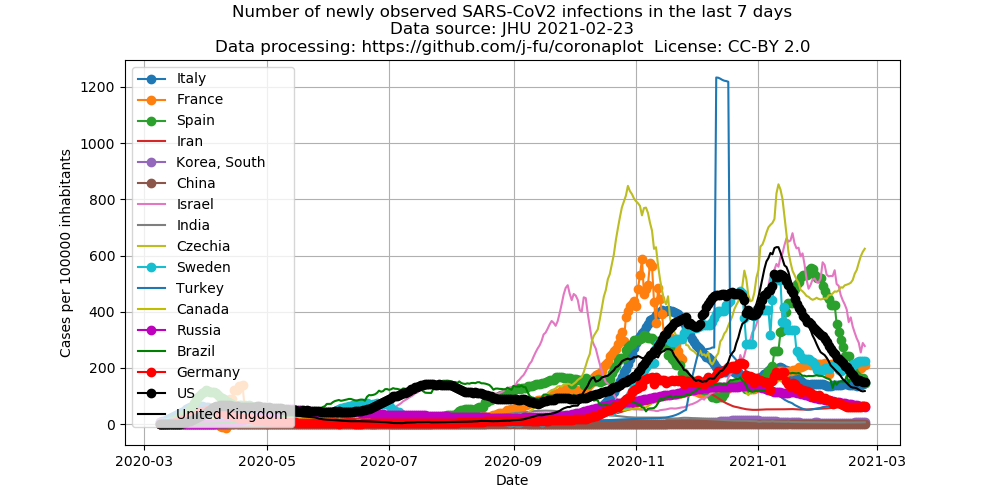 Number of newly observed SARS-CoV2 infections in the last 7 days
Data source: JHU 2021-02-23
Data processing: https://github.com/j-fu/coronaplot  License: CC-BY 2.0
Cases per 100000 inhabitants
1200
1000
800
600
400
200
0
Italy
France
Spain
Iran
Korea, South
China
Israel
India
Czechia
Sweden
Turkey
Canada
Russia
Brazil
Germany
US
United Kingdom
2020-03 2020-05 2020-07 2020-09 2020-11 2021-01 2021-03
Date